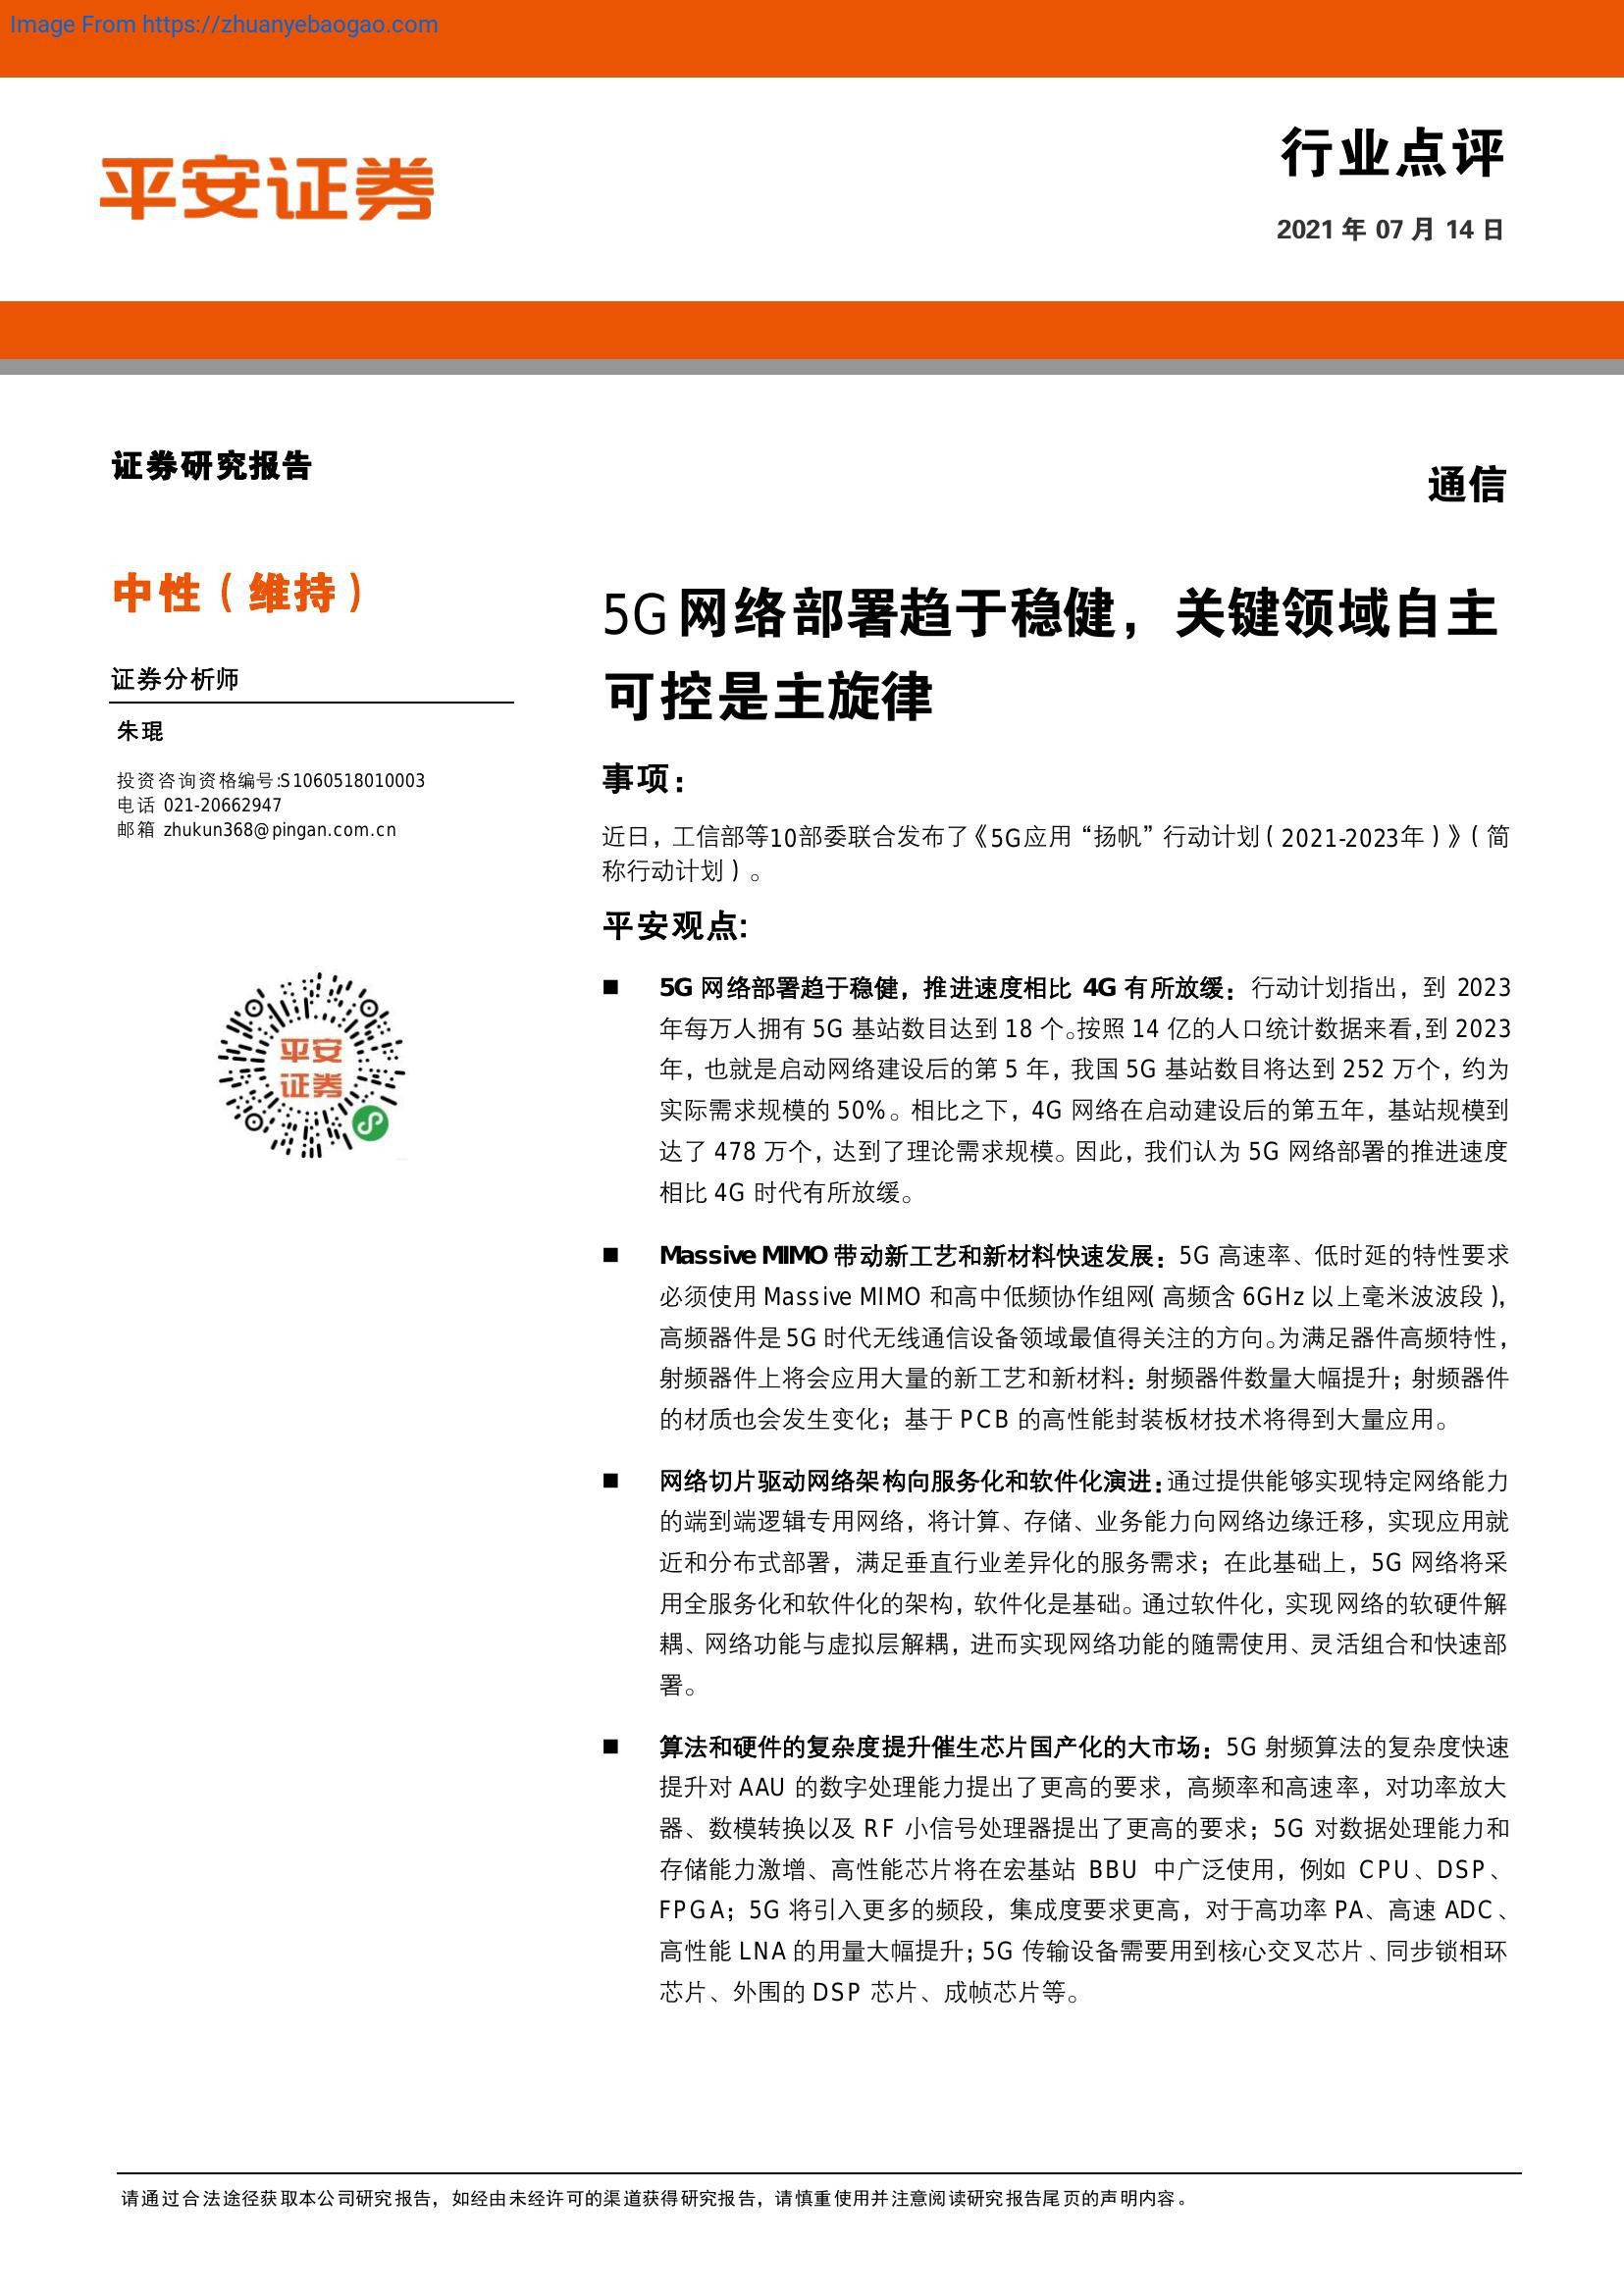 Image From https://zhuanyebaogao.com
平安证券
行业点评
2021 年 07 月 14 日
证券研究报告
通信
中性（维持）
证券分析师
朱琨
投资咨询资格编号:S1060518010003
电话 021-20662947
邮箱 zhukun368@pingan.com.cn
平安
证券
5G 网络部署趋于稳健，关键领域自主
可控是主旋律
事项：
近日，工信部等10部委联合发布了《5G应用“扬帆”行动计划（2021-2023年）》（简
称行动计划）。
平安观点:
■ 5G 网络部署趋于稳健，推进速度相比 4G 有所放缓：行动计划指出，到 2023
年每万人拥有 5G 基站数目达到 18 个。按照 14 亿的人口统计数据来看，到 2023
年，也就是启动网络建设后的第 5 年，我国 5G 基站数目将达到 252 万个，约为
实际需求规模的 50%。相比之下，4G 网络在启动建设后的第五年，基站规模到
达了 478 万个，达到了理论需求规模。因此，我们认为 5G 网络部署的推进速度
相比 4G 时代有所放缓。
■ Massive MIMO 带动新工艺和新材料快速发展：5G 高速率、低时延的特性要求
必须使用 Massive MIMO 和高中低频协作组网（高频含 6GHz 以上毫米波波段），
高频器件是 5G 时代无线通信设备领域最值得关注的方向。为满足器件高频特性，
射频器件上将会应用大量的新工艺和新材料：射频器件数量大幅提升；射频器件
的材质也会发生变化；基于 PCB 的高性能封装板材技术将得到大量应用。
■ 网络切片驱动网络架构向服务化和软件化演进：通过提供能够实现特定网络能力
的端到端逻辑专用网络，将计算、存储、业务能力向网络边缘迁移，实现应用就
近和分布式部署，满足垂直行业差异化的服务需求；在此基础上，5G 网络将采
用全服务化和软件化的架构，软件化是基础。通过软件化，实现网络的软硬件解
耦、网络功能与虚拟层解耦，进而实现网络功能的随需使用、灵活组合和快速部
署。
■ 算法和硬件的复杂度提升催生芯片国产化的大市场：5G 射频算法的复杂度快速
提升对 AAU 的数字处理能力提出了更高的要求，高频率和高速率，对功率放大
器、数模转换以及 RF 小信号处理器提出了更高的要求；5G 对数据处理能力和
存储能力激增、高性能芯片将在宏基站 BBU 中广泛使用，例如 CPU、DSP、
FPGA；5G 将引入更多的频段，集成度要求更高，对于高功率 PA、高速 ADC、
高性能 LNA 的用量大幅提升；5G 传输设备需要用到核心交叉芯片、同步锁相环
芯片、外围的 DSP 芯片、成帧芯片等。
请通过合法途径获取本公司研究报告，如经由未经许可的渠道获得研究报告，请慎重使用并注意阅读研究报告尾页的声明内容。